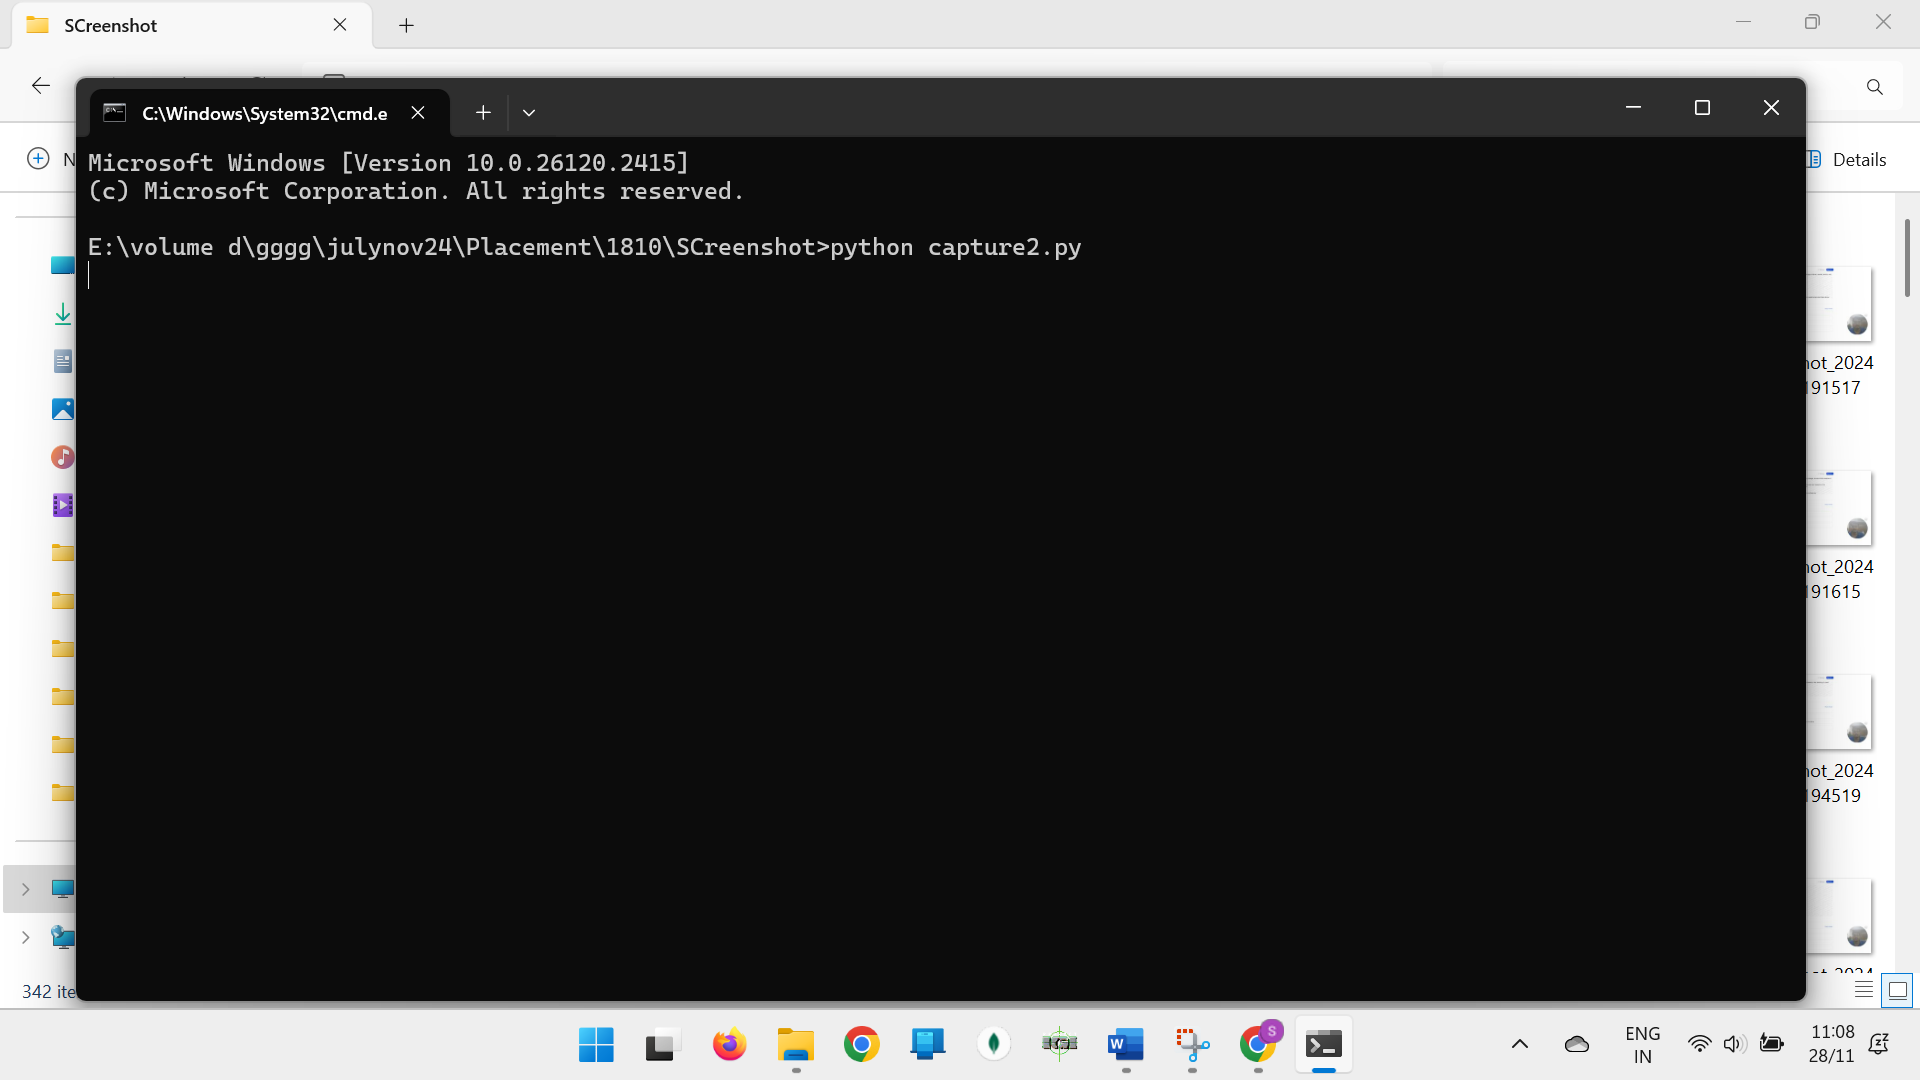 SCreenshot
C:\Windows\System32\cmd.e
N
Details
Microsoft Windows [Version 10.0.26120.2415]
(c) Microsoft Corporation. All rights reserved.
E:\volume d\gggg\julynov24\Placement\1810\SCreenshot>python capture2.py
hot_2024
191517
hot_2024
191615
hot_2024
194519
342 ite
W
S
ENG
IN
11:08
28/11